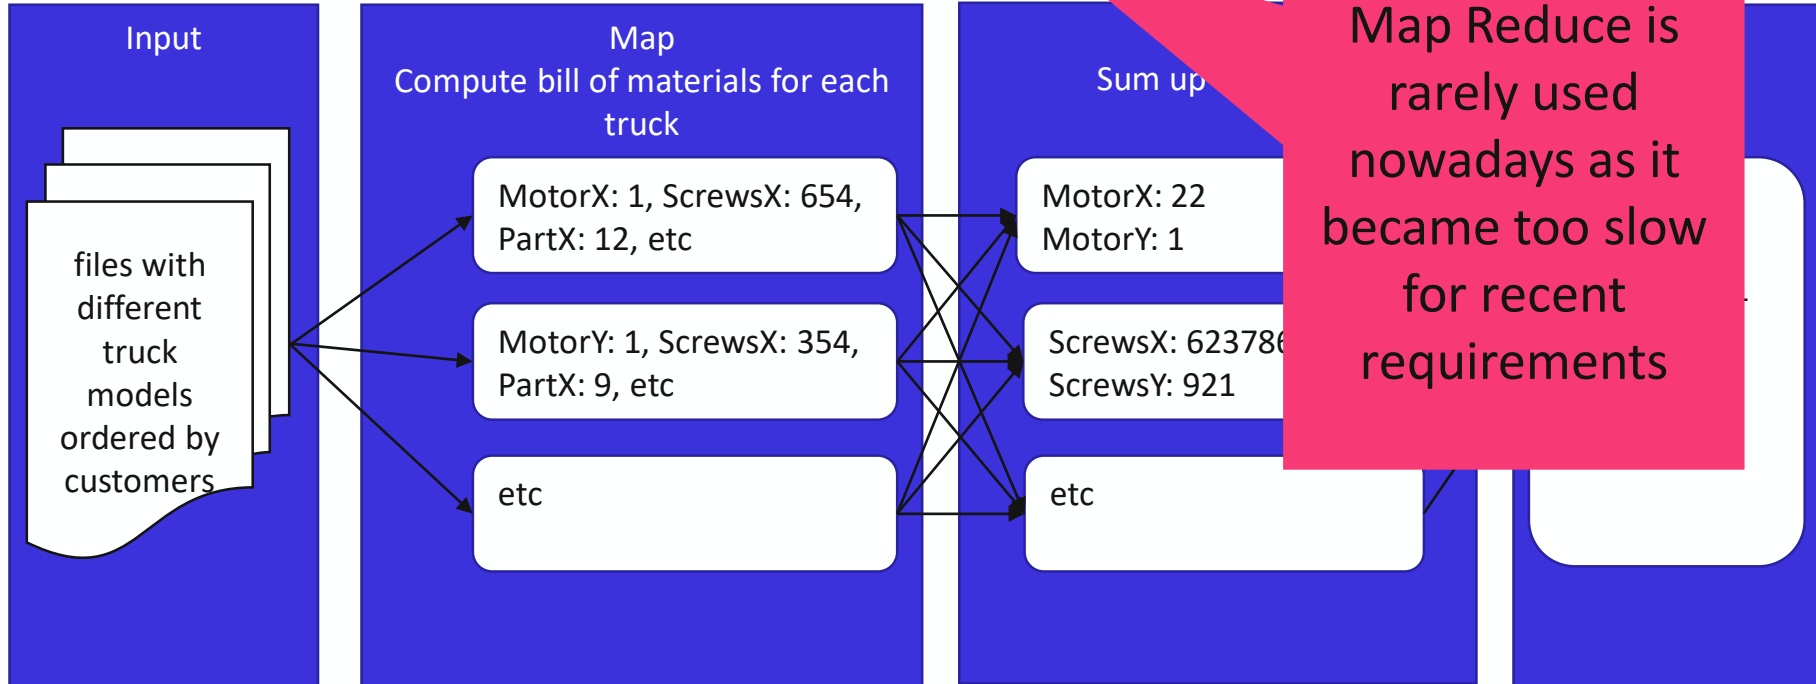 Input
files with
different
truck
models
ordered by
customers
Map
Compute bill of materials for each
truck
MotorX: 1, ScrewsX: 654,
PartX: 12, etc
MotorY: 1, ScrewsX: 354,
PartX: 9, etc
etc
Sum up
MotorX: 22
MotorY: 1
ScrewsX: 623786
ScrewsY: 921
etc
Map Reduce is
rarely used
nowadays as it
became too slow
for recent
requirements